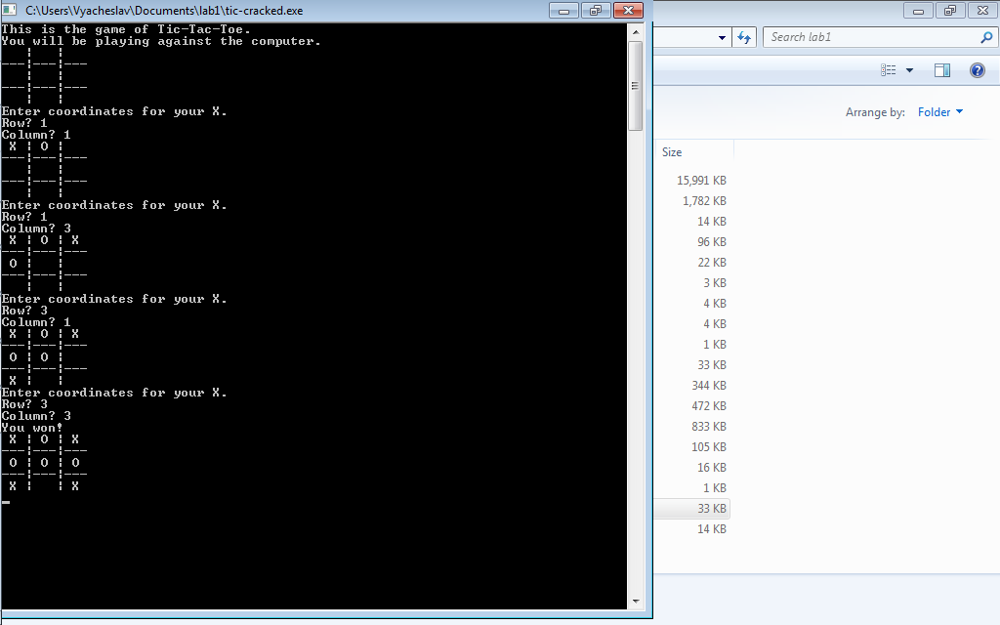 C:\Users\Vyacheslav\Documents\lab1\tic-cracked.exe
This is the game of Tic-Tac-Toe.
You will be playing against the computer.
   ¦   ¦
---¦---¦---
   ¦   ¦
---¦---¦---
   ¦   ¦
Enter coordinates for your X.
Row? 1
Column? 1
 X ¦ O ¦
---¦---¦---
   ¦   ¦
---¦---¦---
   ¦   ¦
Enter coordinates for your X.
Row? 1
Column? 3
 X ¦ O ¦ X
---¦---¦---
 O ¦   ¦
---¦---¦---
   ¦   ¦
Enter coordinates for your X.
Row? 3
Column? 1
 X ¦ O ¦ X
---¦---¦---
 O ¦ O ¦
---¦---¦---
 X ¦   ¦
Enter coordinates for your X.
Row? 3
Column? 3
You won!
 X ¦ O ¦ X
---¦---¦---
 O ¦ O ¦ O
---¦---¦---
 X ¦   ¦ X
Search lab1
Arrange by: Folder
Size
15,991 KB
1,782 KB
14 KB
96 KB
22 KB
3 KB
4 KB
4 KB
1 KB
33 KB
344 KB
472 KB
833 KB
105 KB
16 KB
1 KB
33 KB
14 KB